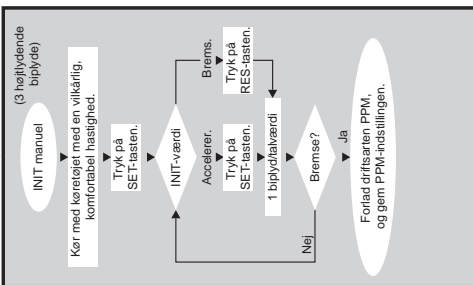 INIT manuel
(3 højtlydende
biplyde)
Kør med køretøjet med en vilkårlig,
komfortabel hastighed.
Tryk på
SET-tasten.
INIT-værdi
Accelerer.
Brems.
Tryk på
SET-tasten.
Tryk på
RES-tasten.
1 biplyd/talværdi
Bremse?
Nej
Ja
Forlad driftsarten PPM,
og gem PPM-indstillingen.